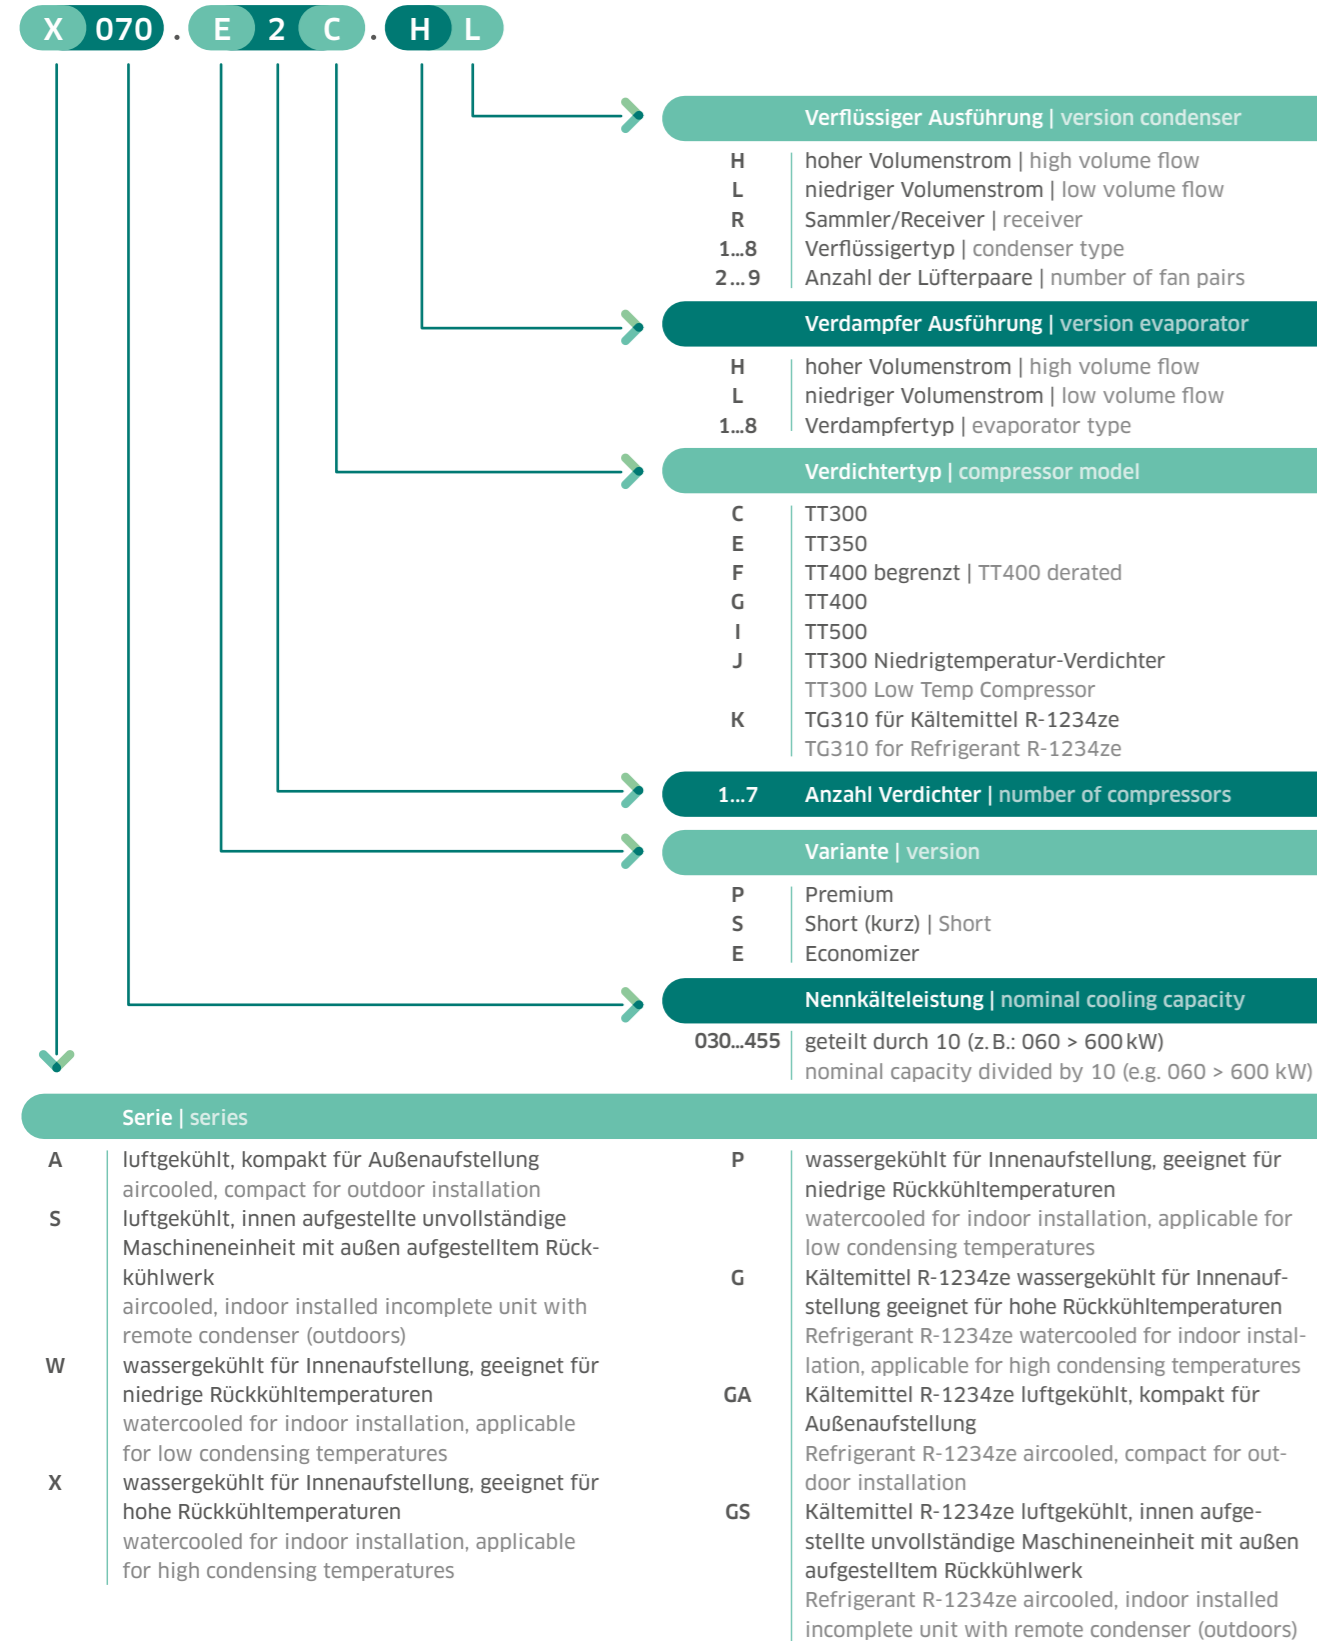 X 070 . E 2 C . H L
Verflüssiger Ausführung | version condenser
H hoher Volumenstrom | high volume flow
L niedriger Volumenstrom | low volume flow
R Sammler/Receiver | receiver
1...8 Verflüssigertyp | condenser type
2...9 Anzahl der Lüfterpaare | number of fan pairs
Verdampfer Ausführung | version evaporator
H hoher Volumenstrom | high volume flow
L niedriger Volumenstrom | low volume flow
1...8 Verdampfertyp | evaporator type
Verdichtertyp | compressor model
C TT300
E TT350
F TT400 begrenzt | TT400 derated
G TT400
I TT500
J TT300 Niedrigtemperatur-Verdichter
TT300 Low Temp Compressor
K TG310 für Kältemittel R-1234ze
TG310 for Refrigerant R-1234ze
1...7 Anzahl Verdichter | number of compressors
Variante | version
P Premium
S Short (kurz) | Short
E Economizer
Nennkälteleistung | nominal cooling capacity
030...455 geteilt durch 10 (z. B.: 060 > 600 kW)
nominal capacity divided by 10 (e.g. 060 > 600 kW)
Serie | series
A luftgekühlt, kompakt für Außenaufstellung
aircooled, compact for outdoor installation
S luftgekühlt, innen aufgestellte unvollständige
Maschineneinheit mit außen aufgestelltem Rück-
kühlwerk
aircooled, indoor installed incomplete unit with
remote condenser (outdoors)
W wassergekühlt für Innenaufstellung, geeignet für
niedrige Rückkühltemperaturen
watercooled for indoor installation, applicable
for low condensing temperatures
X wassergekühlt für Innenaufstellung, geeignet für
hohe Rückkühltemperaturen
watercooled for indoor installation, applicable
for high condensing temperatures
P wassergekühlt für Innenaufstellung, geeignet für
niedrige Rückkühltemperaturen
watercooled for indoor installation, applicable for
low condensing temperatures
G Kältemittel R-1234ze wassergekühlt für Innenauf-
stellung geeignet für hohe Rückkühltemperaturen
Refrigerant R-1234ze watercooled for indoor instal-
lation, applicable for high condensing temperatures
GA Kältemittel R-1234ze luftgekühlt, kompakt für
Außenaufstellung
Refrigerant R-1234ze aircooled, compact for out-
door installation
GS Kältemittel R-1234ze luftgekühlt, innen aufge-
stellte unvollständige Maschineneinheit mit außen
aufgestelltem Rückkühlwerk
Refrigerant R-1234ze aircooled, indoor installed
incomplete unit with remote condenser (outdoors)